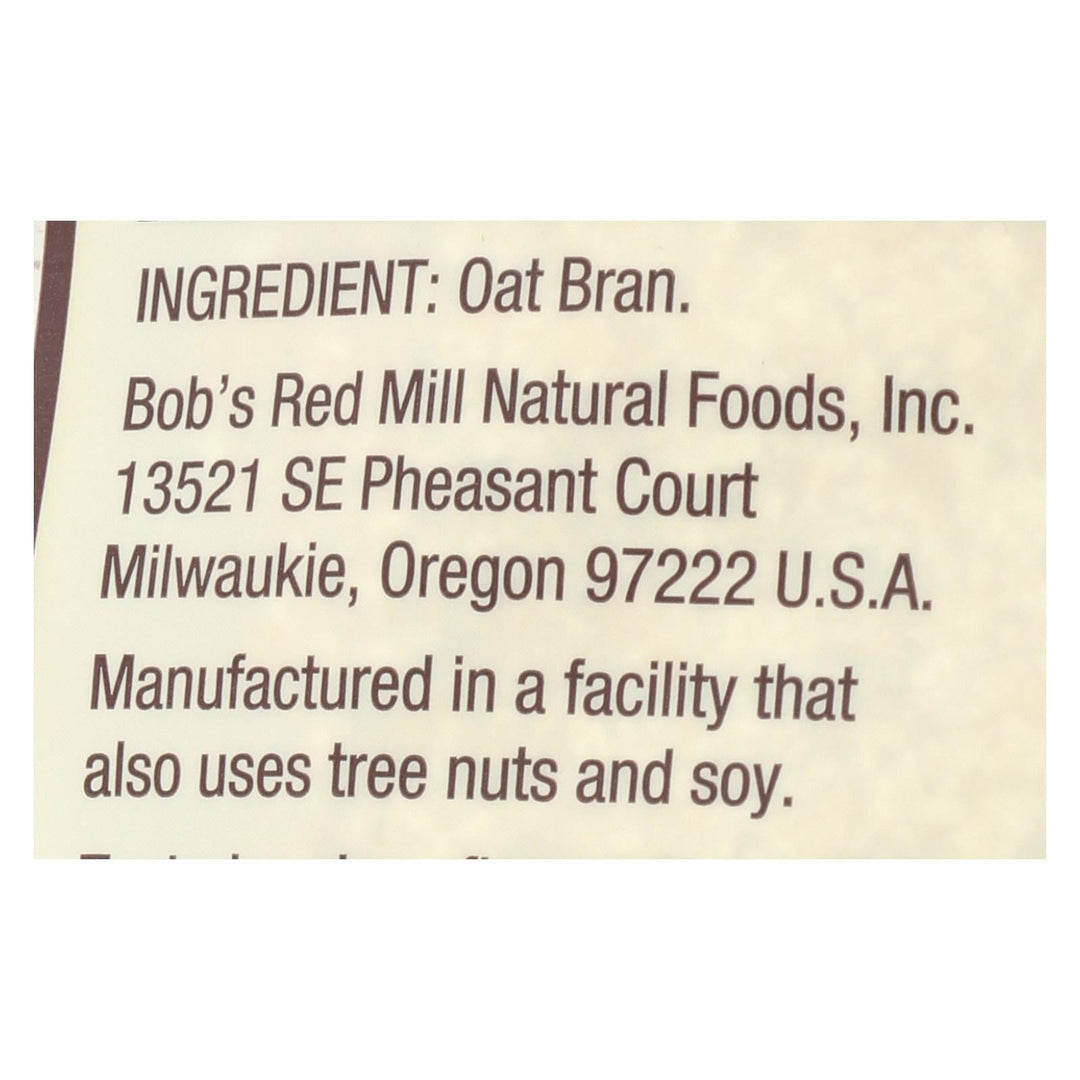 INGREDIENT: Oat Bran.
Bob's Red Mill Natural Foods, Inc.
13521 SE Pheasant Court
Milwaukie, Oregon 97222 U.S.A.
Manufactured in a facility that
also uses tree nuts and soy.